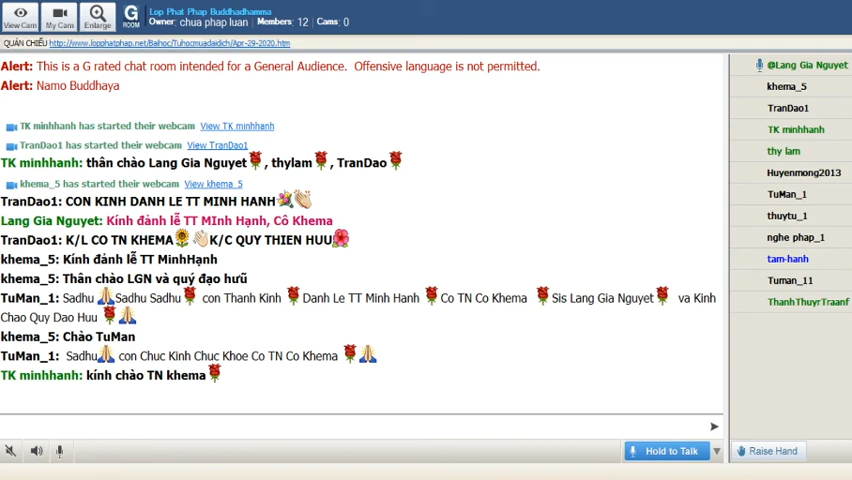 Lop Phat Phap Buddhadhamma
Owner: chua phap luan Members: 12 Cams: 0
View Cam My Cam Enlarge G ROOM
QUÁN CHIẾU http://www.lopphatphap.net/Baihoc/Tuhocmuadaidich/Apr-29-2020.htm
Alert: This is a G rated chat room intended for a General Audience. Offensive language is not permitted.
Alert: Namo Buddhaya
TK minhhanh has started their webcam View TK minhhanh
TranDao1 has started their webcam View TranDao1
TK minhhanh: thân chào Lang Gia Nguyet, thylam, TranDao
khema_5 has started their webcam View khema_5
TranDao1: CON KINH DANH LE TT MINH HANH
Lang Gia Nguyet: Kính đảnh lễ TT MInh Hạnh, Cô Khema
TranDao1: K/L CO TN KHEMA K/C QUY THIEN HUU
khema_5: Kính đảnh lễ TT MinhHạnh
khema_5: Thân chào LGN và quý đạo hưũ
TuMan_1: Sadhu Sadhu Sadhu con Thanh Kinh Danh Le TT Minh Hanh Co TN Co Khema Sis Lang Gia Nguyet va Kinh
Chao Quy Dao Huu
khema_5: Chào TuMan
TuMan_1: Sadhu con Chuc Kinh Chuc Khoe Co TN Co Khema
TK minhhanh: kính chào TN khema
Hold to Talk
@Lang Gia Nguyet
khema_5
TranDao1
TK minhhanh
thy lam
Huyenmong2013
TuMan_1
thuytu_1
nghe phap_1
tam-hanh
Tuman_11
ThanhThuyrTraanf
Raise Hand